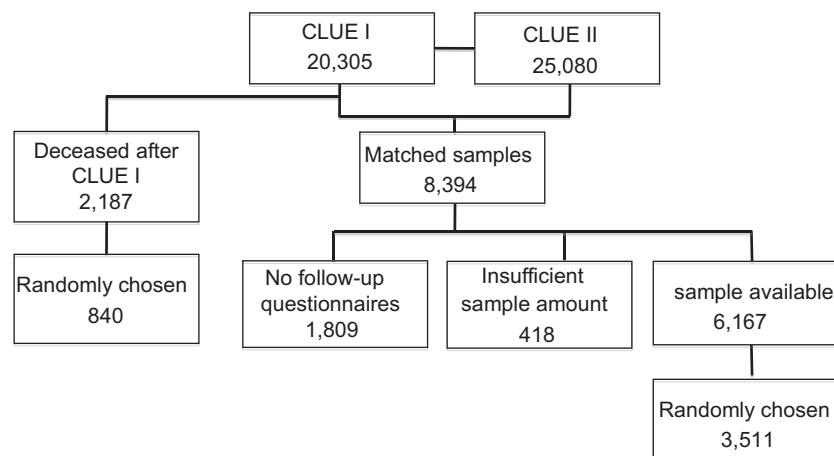 CLUE I
20,305
CLUE II
25,080
Deceased after
CLUE I
2,187
Matched samples
8,394
Randomly chosen
840
No follow-up
questionnaires
1,809
Insufficient
sample amount
418
sample available
6,167
Randomly chosen
3,511